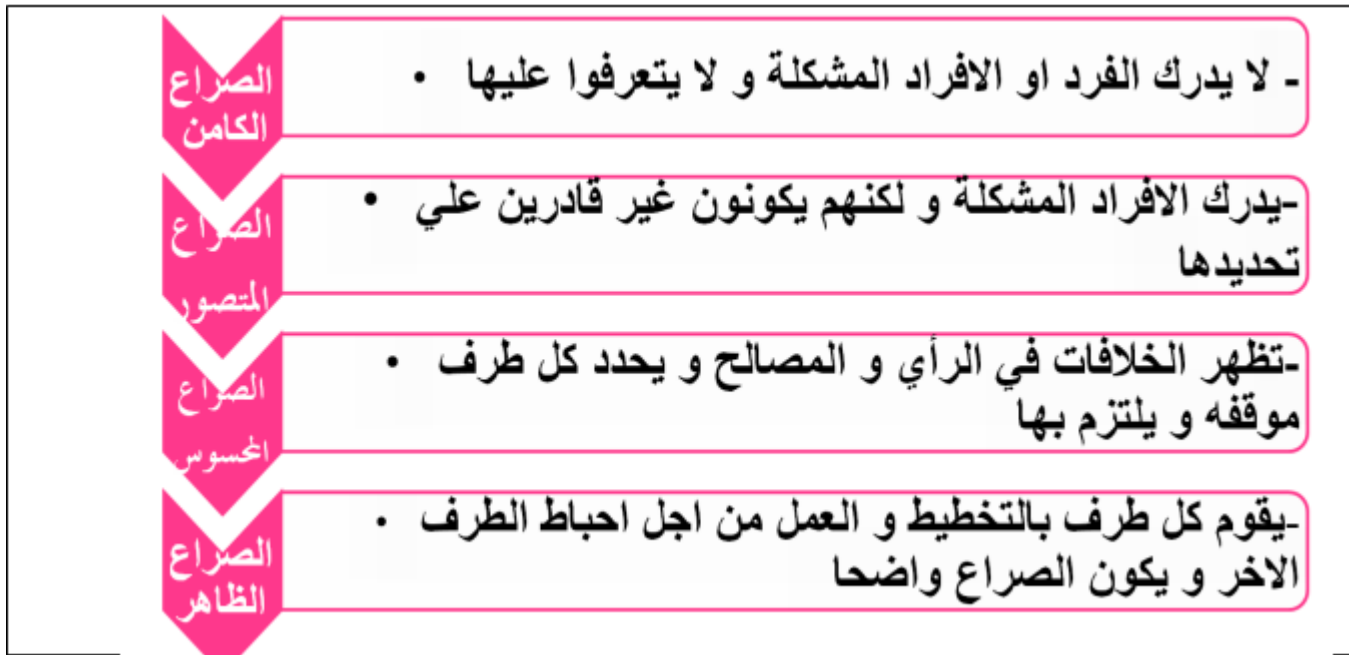 الصراع
الكامن
- لا يدرك الفرد او الافراد المشكلة و لا يتعرفوا عليها •
الصراع
المتصور
-يدرك الافراد المشكلة و لكنهم يكونون غير قادرين علي •
تحديدها
الصراع
المحسوس
-تظهر الخلافات في الرأي و المصالح و يحدد كل طرف •
موقفه و يلتزم بها
الصراع
الظاهر
-يقوم كل طرف بالتخطيط و العمل من اجل احباط الطرف •
الاخر و يكون الصراع واضحا